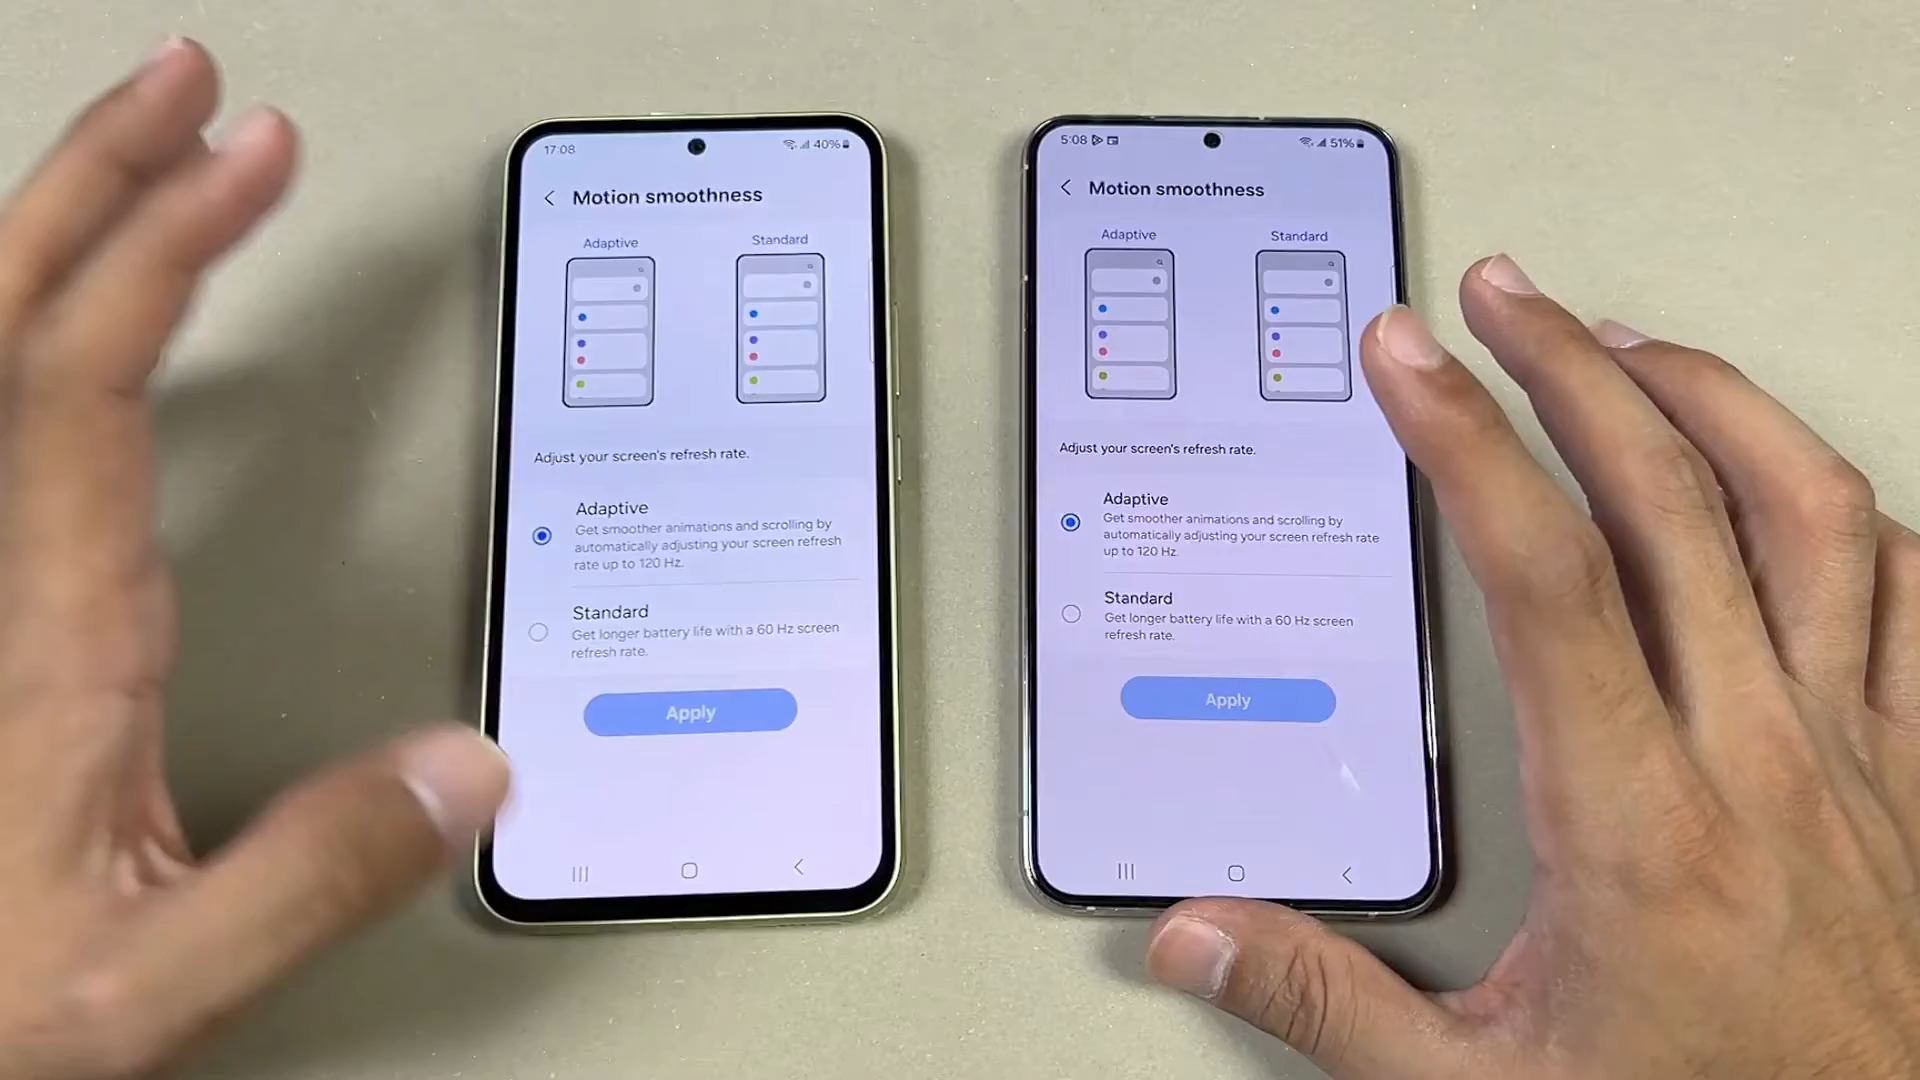 17:08
40%
Motion smoothness
Adaptive
Standard
Adjust your screen's refresh rate.
Adaptive
Get smoother animations and scrolling by
automatically adjusting your screen refresh
rate up to 120 Hz.
Standard
Get longer battery life with a 60 Hz screen
refresh rate.
Apply
5:08
51%
Motion smoothness
Adaptive
Standard
Adjust your screen's refresh rate.
Adaptive
Get smoother animations and scrolling by
automatically adjusting your screen refresh rate
up to 120 Hz.
Standard
Get longer battery life with a 60 Hz screen
refresh rate.
Apply